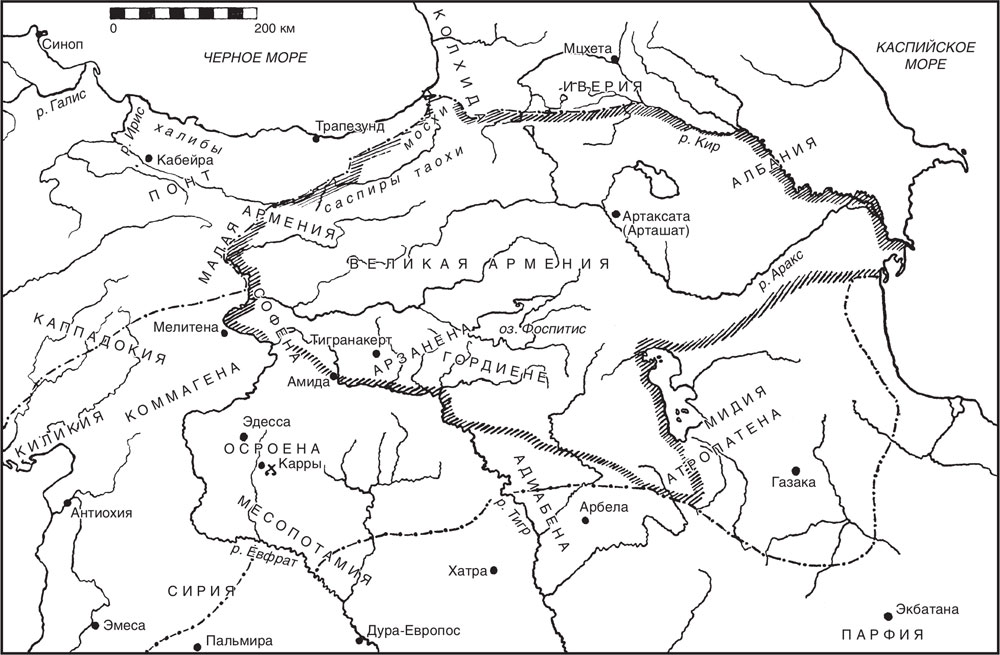 0
200 км
Синоп
ЧЕРНОЕ МОРЕ
КОЛХИДА
Мцхета
КАСПИЙСКОЕ
МОРЕ
р. Галис
р. Ирис
халибы
Трапезунд
мосхи
ИВЕРИЯ
р. Кир
АЛБАНИЯ
Кабейра
ПОНТ
саспиры таохи
МАЛАЯ АРМЕНИЯ
Артаксата
(Арташат)
ВЕЛИКАЯ АРМЕНИЯ
р. Аракс
СОФЕНА
КАППАДОКИЯ
Мелитена
Тигранакерт
АРЗАНЕНА
оз. Фоспитис
ГОРДИЕНЕ
Амида
КОММАГЕНА
КИЛИКИЯ
МИДИЯ
АТРОПАТЕНА
Эдесса
ОСРОЕНА
Карры
АДИАБЕНА
Газака
Антиохия
МЕСОПОТАМИЯ
р. Тигр
Арбела
р. Евфрат
СИРИЯ
Хатра
Эмеса
Пальмира
Дура-Европос
Экбатана
ПАРФИЯ